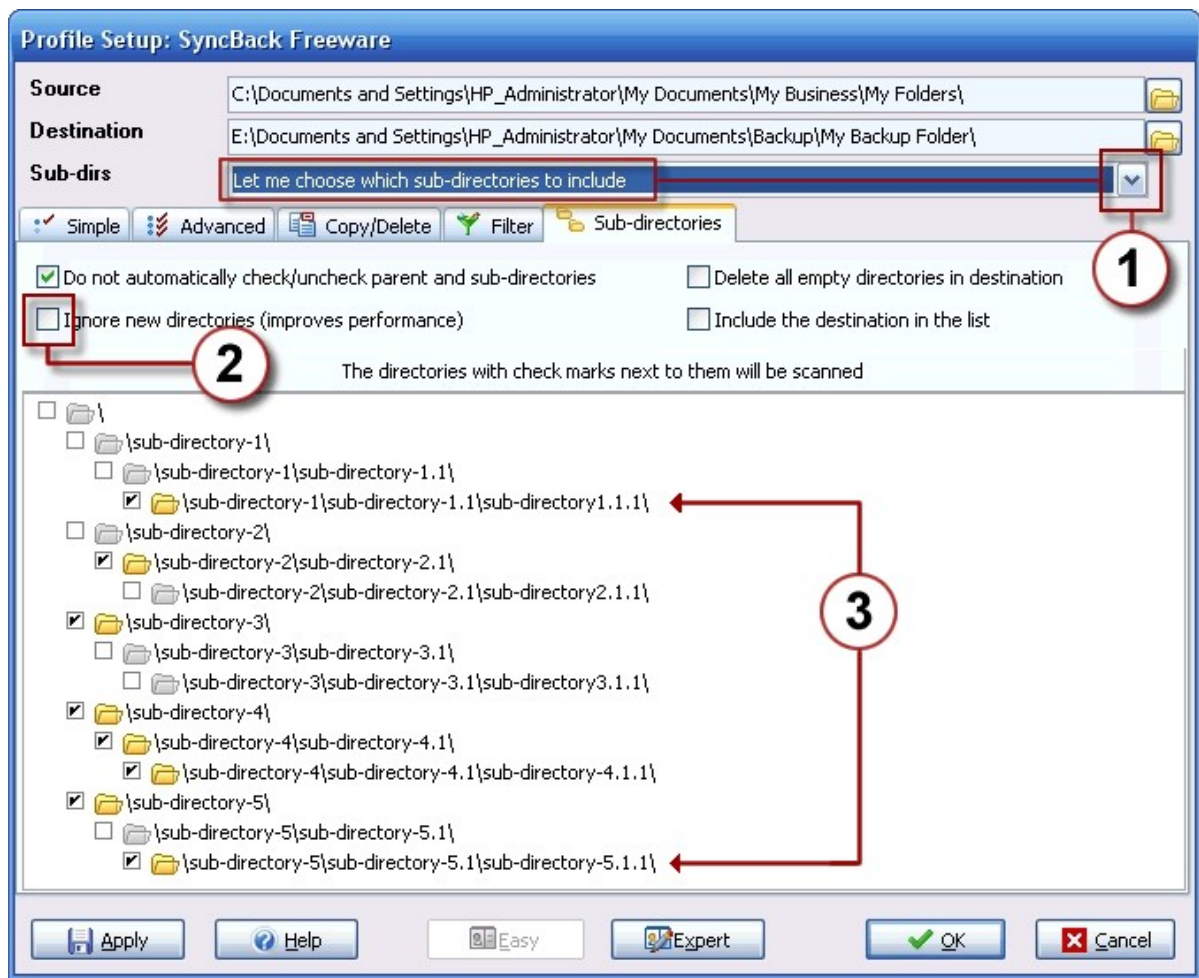 Profile Setup: SyncBack Freeware
Source C:\Documents and Settings\HP_Administrator\My Documents\My Business\My Folders\
Destination E:\Documents and Settings\HP_Administrator\My Documents\Backup\My Backup Folder\
Sub-dirs Let me choose which sub-directories to include
Simple Advanced Copy/Delete Filter Sub-directories
1
Do not automatically check/uncheck parent and sub-directories Delete all empty directories in destination
Ignore new directories (improves performance) Include the destination in the list
2
The directories with check marks next to them will be scanned
\
\sub-directory-1\
\sub-directory-1\sub-directory-1.1\
\sub-directory-1\sub-directory-1.1\sub-directory1.1.1\
\sub-directory-2\
\sub-directory-2\sub-directory-2.1\
\sub-directory-2\sub-directory-2.1\sub-directory2.1.1\
3
\sub-directory-3\
\sub-directory-3\sub-directory-3.1\
\sub-directory-3\sub-directory-3.1\sub-directory3.1.1\
\sub-directory-4\
\sub-directory-4\sub-directory-4.1\
\sub-directory-4\sub-directory-4.1\sub-directory-4.1.1\
\sub-directory-5\
\sub-directory-5\sub-directory-5.1\
\sub-directory-5\sub-directory-5.1\sub-directory-5.1.1\
Apply Help Easy Expert OK Cancel